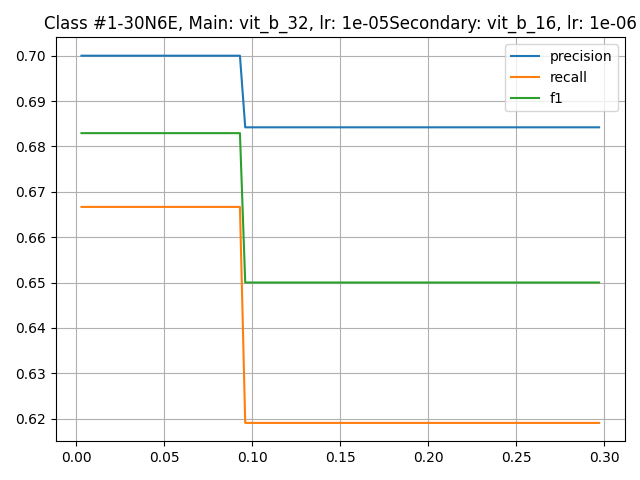 Class #1-30N6E, Main: vit_b_32, lr: 1e-05Secondary: vit_b_16, lr: 1e-06
precision
recall
f1
0.70
0.69
0.68
0.67
0.66
0.65
0.64
0.63
0.62
0.00 0.05 0.10 0.15 0.20 0.25 0.30